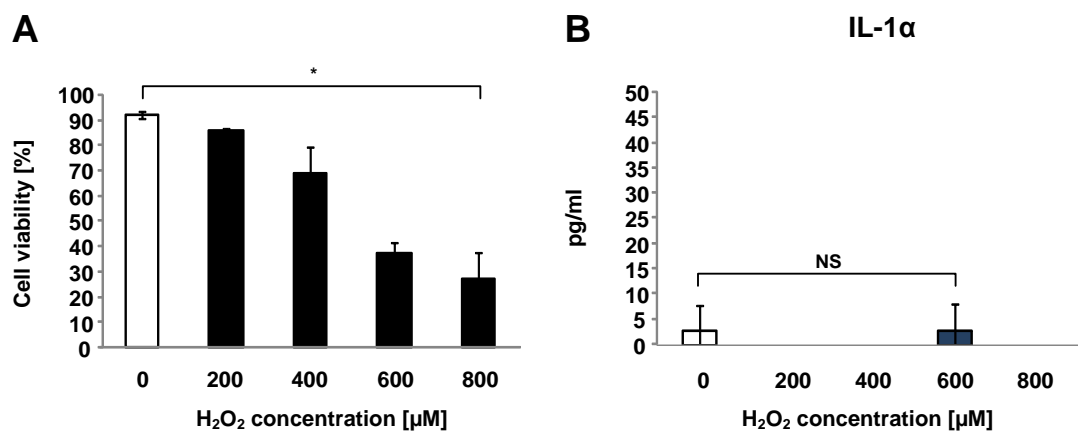 A
*
100
90
80
70
60
50
40
30
20
10
0
Cell viability [%]
0 200 400 600 800
H₂O₂ concentration [µM]
B
IL-1α
50
45
40
35
30
25
20
15
10
5
0
pg/ml
NS
0 200 400 600 800
H₂O₂ concentration [µM]